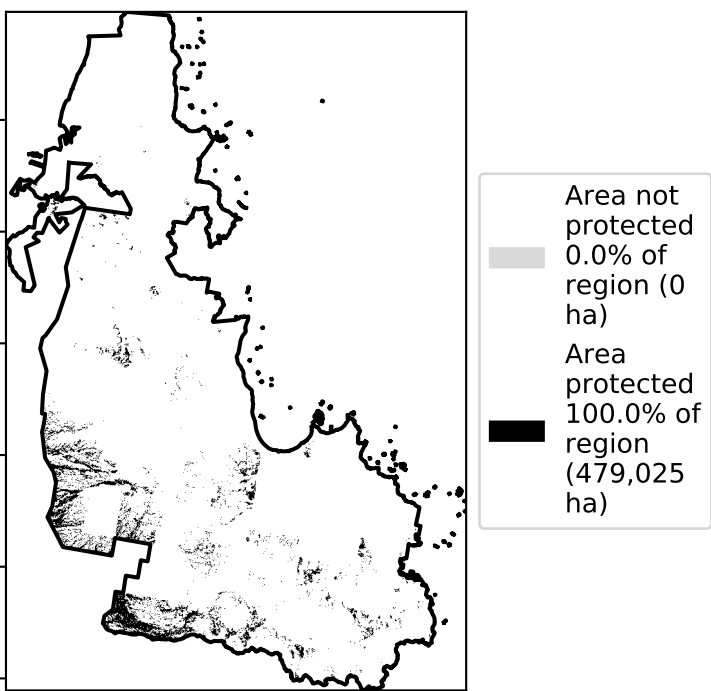 Area not
protected
0.0% of
region (0
ha)
Area
protected
100.0% of
region
(479,025
ha)